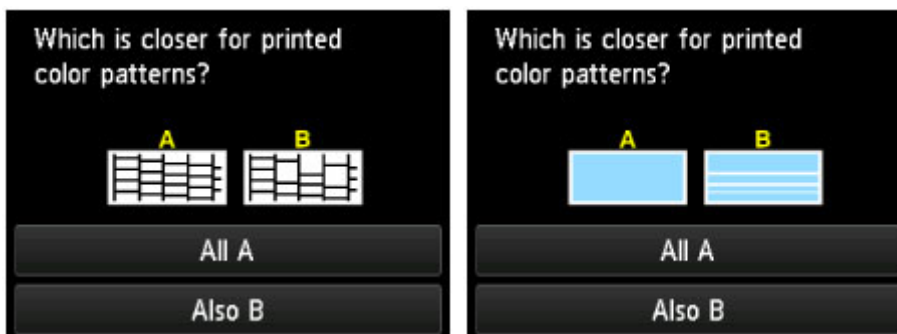 Which is closer for printed
color patterns?
A B
All A
Also B
Which is closer for printed
color patterns?
A B
All A
Also B